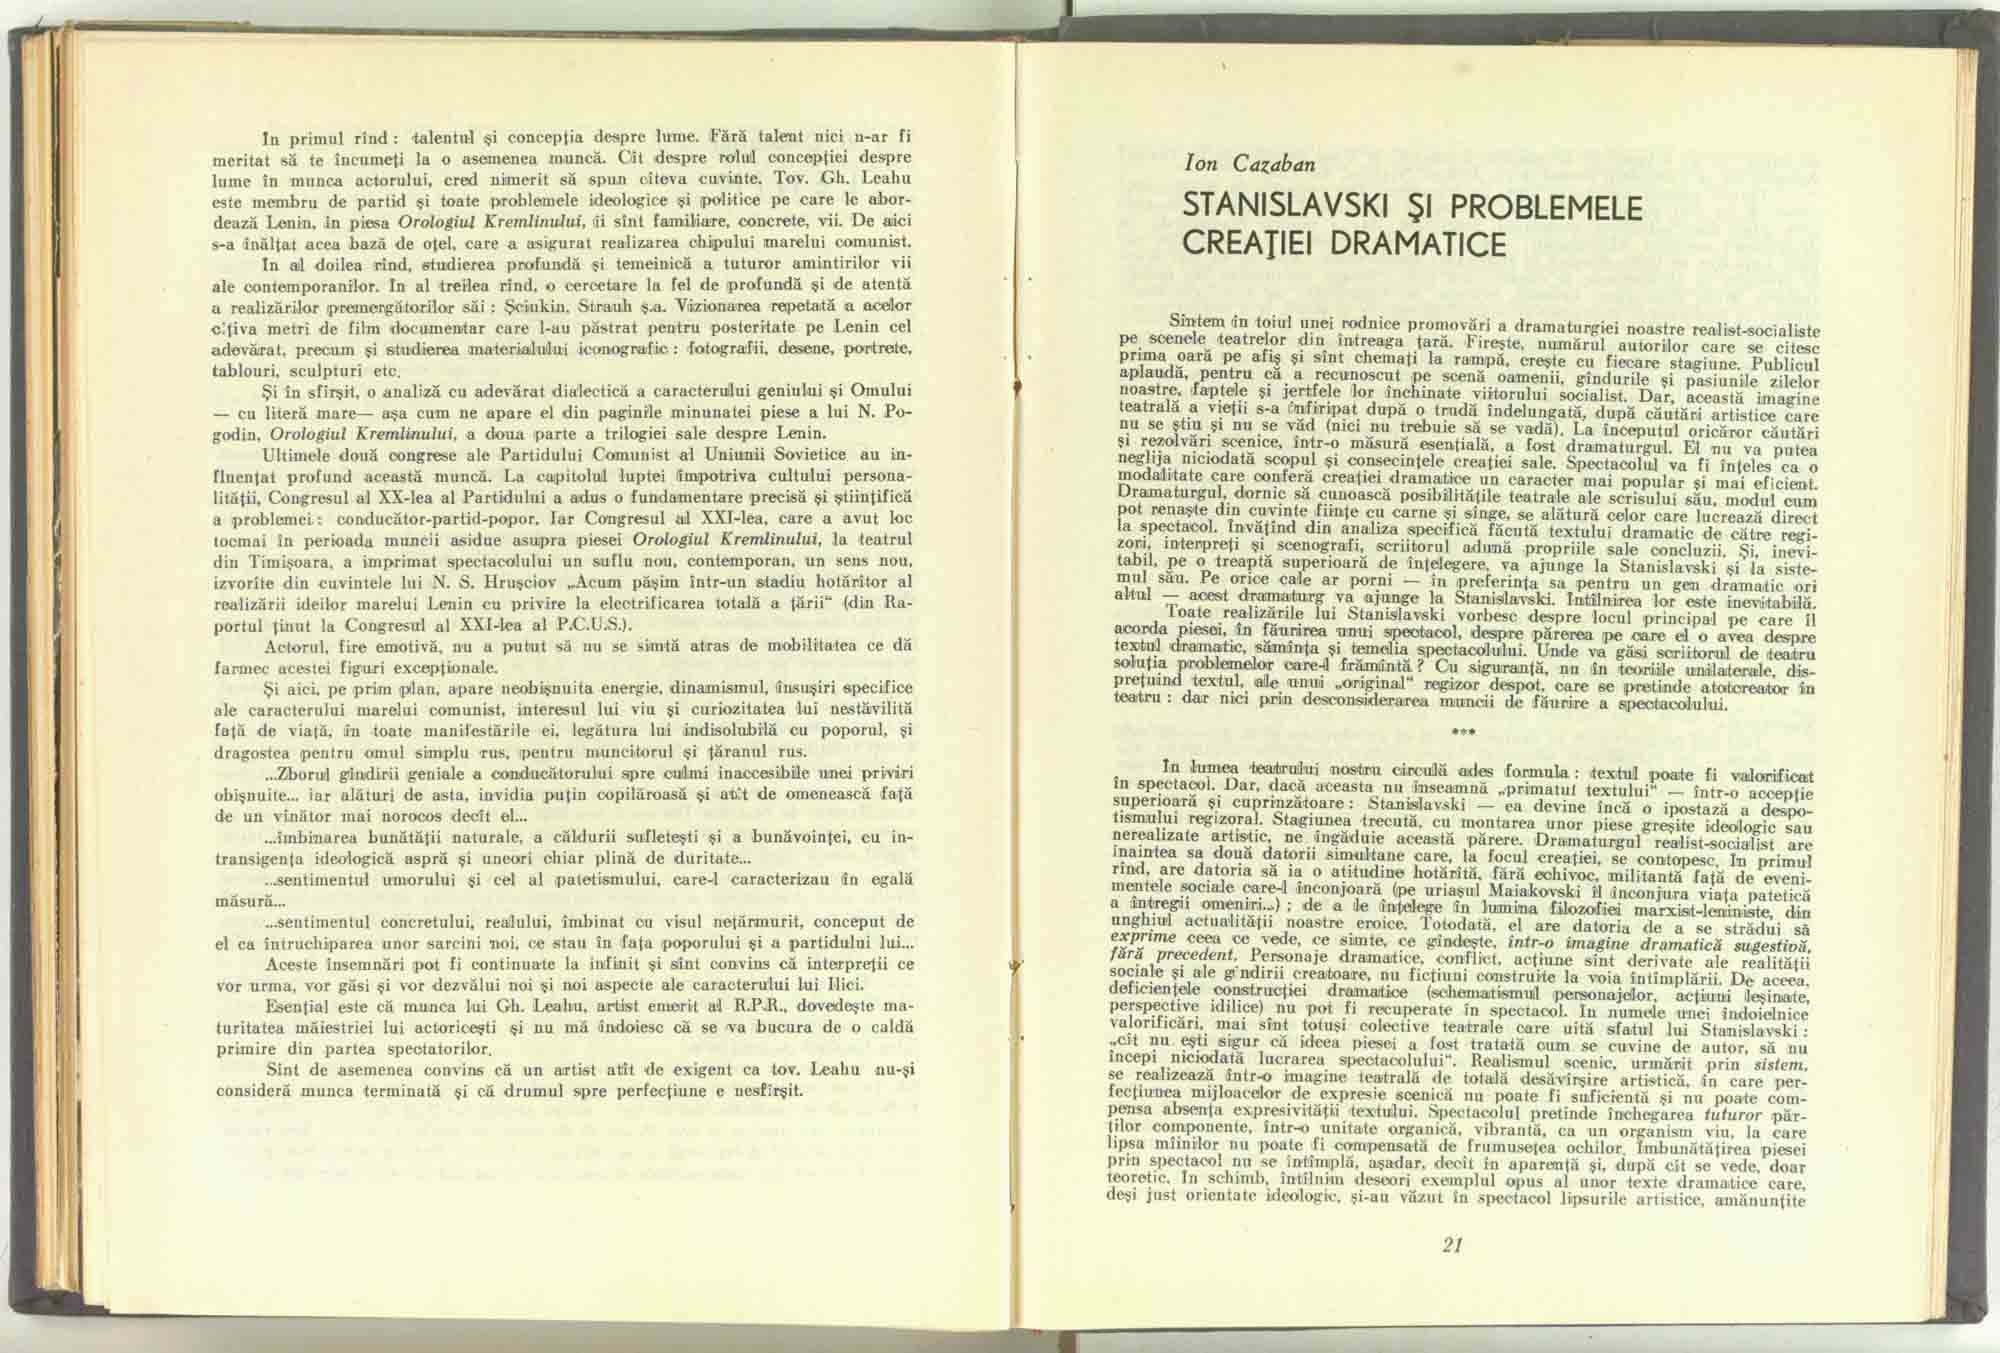 In primul rînd : talentul și concepția despre lume. Fără talent nici n-ar fi
meritat să te încumeți la o asemenea muncă. Cît despre rolul concepției despre
lume în munca actorului, cred nimerit să spun cîteva cuvinte. Tov. Gh. Leahu
este membru de partid și toate problemele ideologice și politice pe care le abor-
dează Lenin, în piesa Orologiul Kremlinului, îi sînt familiare, concrete, vii. De aici
s-a înălțat acea bază de oțel, care a asigurat realizarea chipului marelui comunist.
In al doilea rînd, studierea profundă și temeinică a tuturor amintirilor vii
ale contemporanilor. In al treilea rînd, o cercetare la fel de profundă și de atentă
a realizărilor premergătorilor săi : Șciukin, Strauh ș.a. Vizionarea repetată a acelor
cîțiva metri de film documentar care l-au păstrat pentru posteritate pe Lenin cel
adevărat, precum și studierea materialului iconografic : fotografii, desene, portrete,
tablouri, sculpturi etc.
Și în sfîrșit, o analiză cu adevărat dialectică a caracterului geniului și Omului
— cu literă mare— așa cum ne apare el din paginile minunatei piese a lui N. Po-
godin, Orologiul Kremlinului, a doua parte a trilogiei sale despre Lenin.
Ultimele două congrese ale Partidului Comunist al Uniunii Sovietice au in-
fluențat profund această muncă. La capitolul luptei împotriva cultului persona-
lității, Congresul al XX-lea al Partidului a adus o fundamentare precisă și științifică
a problemei : conducător-partid-popor. Iar Congresul al XXI-lea, care a avut loc
tocmai în perioada muncii asidue asupra piesei Orologiul Kremlinului, la teatrul
din Timișoara, a imprimat spectacolului un suflu nou, contemporan, un sens nou,
izvorîte din cuvintele lui N. S. Hrușciov „Acum pășim într-un stadiu hotărîtor al
realizării ideilor marelui Lenin cu privire la electrificarea totală a țării“ (din Ra-
portul ținut la Congresul al XXI-lea al P.C.U.S.).
Actorul, fire emotivă, nu a putut să nu se simtă atras de mobilitatea ce dă
farmec acestei figuri excepționale.
Și aici, pe prim plan, apare neobișnuita energie, dinamismul, însușiri specifice
ale caracterului marelui comunist, interesul lui viu și curiozitatea lui nestăvilită
față de viață, în toate manifestările ei, legătura lui indisolubilă cu poporul, și
dragostea pentru omul simplu rus, pentru muncitorul și țăranul rus.
...Zborul gîndirii geniale a conducătorului spre culmi inaccesibile unei priviri
obișnuite... iar alături de asta, invidia puțin copilăroasă și atît de omenească față
de un vînător mai norocos decît el...
...îmbinarea bunătății naturale, a căldurii sufletești și a bunăvoinței, cu in-
transigența ideologică aspră și uneori chiar plină de duritate...
...sentimentul umorului și cel al patetismului, care-l caracterizau în egală
măsură...
...sentimentul concretului, realului, îmbinat cu visul nețărmurit, conceput de
el ca întruchiparea unor sarcini noi, ce stau în fața poporului și a partidului lui...
Aceste însemnări pot fi continuate la infinit și sînt convins că interpreții ce
vor urma, vor găsi și vor dezvălui noi și noi aspecte ale caracterului lui Ilici.
Esențial este că munca lui Gh. Leahu, artist emerit al R.P.R., dovedește ma-
turitatea măiestriei lui actoricești și nu mă îndoiesc că se va bucura de o caldă
primire din partea spectatorilor.
Sînt de asemenea convins că un artist atît de exigent ca tov. Leahu nu-și
consideră munca terminată și că drumul spre perfecțiune e nesfîrșit.
Ion Cazaban
STANISLAVSKI ȘI PROBLEMELE
CREAȚIEI DRAMATICE
Sîntem în toiul unei rodnice promovări a dramaturgiei noastre realist-socialiste
pe scenele teatrelor din întreaga țară. Firește, numărul autorilor care se citesc
prima oară pe afiș și sînt chemați la rampă, crește cu fiecare stagiune. Publicul
aplaudă, pentru că a recunoscut pe scenă oamenii, gîndurile și pasiunile zilelor
noastre, faptele și jertfele lor închinate viitorului socialist. Dar, această imagine
teatrală a vieții s-a înfiripat după o trudă îndelungată, după căutări artistice care
nu se știu și nu se văd (nici nu trebuie să se vadă). La începutul oricăror căutări
și rezolvări scenice, într-o măsură esențială, a fost dramaturgul. El nu va putea
neglija niciodată scopul și consecințele creației sale. Spectacolul va fi înțeles ca o
modalitate care conferă creației dramatice un caracter mai popular și mai eficient.
Dramaturgul, dornic să cunoască posibilitățile teatrale ale scrisului său, modul cum
pot renaște din cuvinte ființe cu carne și sînge, se alătură celor care lucrează direct
la spectacol. Învățînd din analiza specifică făcută textului dramatic de către regi-
zori, interpreți și scenografi, scriitorul adună propriile sale concluzii. Și, inevi-
tabil, pe o treaptă superioară de înțelegere, va ajunge la Stanislavski și la siste-
mul său. Pe orice cale ar porni — în preferința sa pentru un gen dramatic ori
altul — acest dramaturg va ajunge la Stanislavski. Intîlnirea lor este inevitabilă.
Toate realizările lui Stanislavski vorbesc despre locul principal pe care îl
acorda piesei, în făurirea unui spectacol, despre părerea pe care el o avea despre
textul dramatic, sămînța și temelia spectacolului. Unde va găsi scriitorul de teatru
soluția problemelor care-l frămîntă ? Cu siguranță, nu în teoriile unilaterale, dis-
prețuind textul, ale unui „original“ regizor despot, care se pretinde atotcreator în
teatru : dar nici prin desconsiderarea muncii de făurire a spectacolului.
***
In lumea teatrului nostru circulă ades formula : textul poate fi valorificat
în spectacol. Dar, dacă aceasta nu înseamnă „primatul textului“ — într-o accepție
superioară și cuprinzătoare : Stanislavski — ea devine încă o ipostază a despo-
tismului regizoral. Stagiunea trecută, cu montarea unor piese greșite ideologic sau
nerealizate artistic, ne îngăduie această părere. Dramaturgul realist-socialist are
înaintea sa două datorii simultane care, la focul creației, se contopesc. In primul
rînd, are datoria să ia o atitudine hotărîtă, fără echivoc, militantă față de eveni-
mentele sociale care-l înconjoară (pe uriașul Maiakovski îl înconjura viața patetică
a întregii omeniri...) ; de a le înțelege în lumina filozofiei marxist-leniniste, din
unghiul actualității noastre eroice. Totodată, el are datoria de a se strădui să
exprime ceea ce vede, ce simte, ce gîndește, într-o imagine dramatică sugestivă,
fără precedent. Personaje dramatice, conflict, acțiune sînt derivate ale realității
sociale și ale gîndirii creatoare, nu ficțiuni construite la voia întîmplării. De aceea,
deficiențele construcției dramatice (schematismul personajelor, acțiuni leșinate,
perspective idilice) nu pot fi recuperate în spectacol. In numele unei îndoielnice
valorificări, mai sînt totuși colective teatrale care uită sfatul lui Stanislavski :
„cît nu ești sigur că ideea piesei a fost tratată cum se cuvine de autor, să nu
începi niciodată lucrarea spectacolului“. Realismul scenic, urmărit prin sistem,
se realizează într-o imagine teatrală de totală desăvîrșire artistică, în care per-
fecțiunea mijloacelor de expresie scenică nu poate fi suficientă și nu poate com-
pensa absența expresivității textului. Spectacolul pretinde închegarea tuturor păr-
ților componente, într-o unitate organică, vibrantă, ca un organism viu, la care
lipsa mîinilor nu poate fi compensată de frumusețea ochilor. Îmbunătățirea piesei
prin spectacol nu se întîmplă, așadar, decît în aparență și, după cît se vede, doar
teoretic. In schimb, întîlnim deseori exemplul opus al unor texte dramatice care,
deși just orientate ideologic, și-au văzut în spectacol lipsurile artistice, amănunțite
21